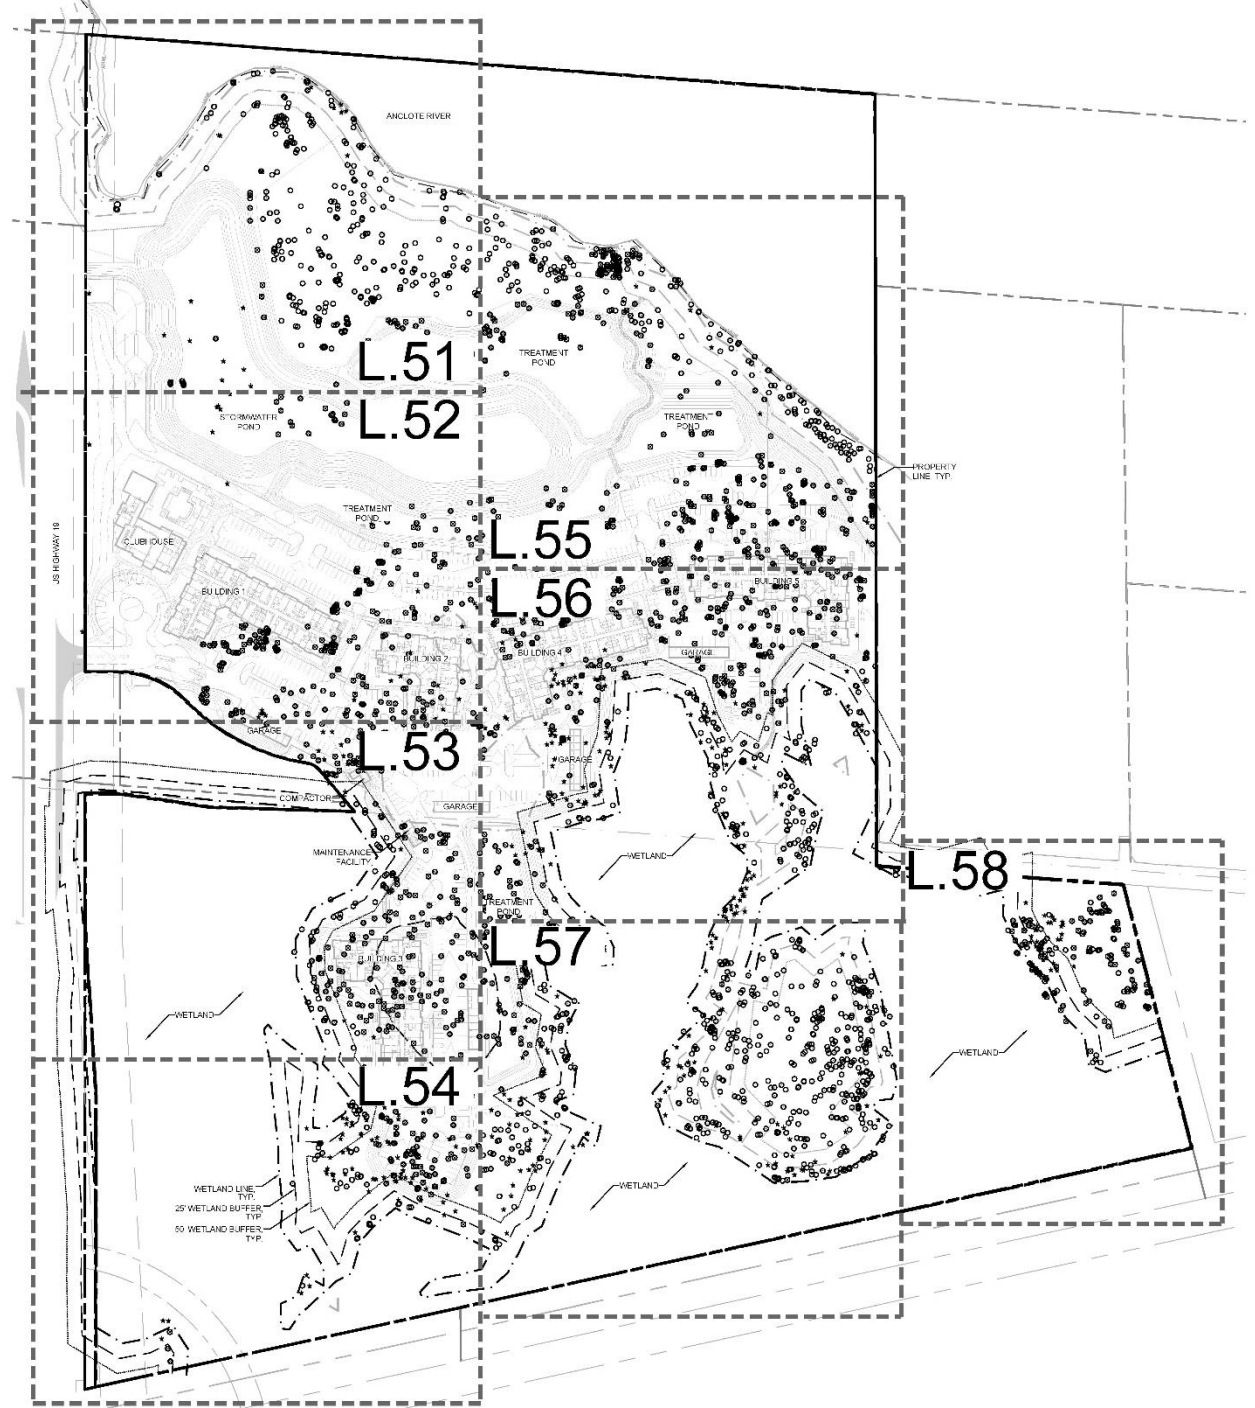 ANCLOTE RIVER
L.51
TREATMENT
POND
L.52
STORMWATER
POND
TREATMENT
POND
PROPERTY
LINE, TYP.
TREATMENT
POND
CLUBHOUSE
US HIGHWAY 19
L.55
L.56
BUILDING 5
BUILDING 1
BUILDING 2
BUILDING 4
GARAGE
GARAGE
L.53
GARAGE
COMPACTOR
GARAGE
MAINTENANCE
FACILITY
WETLAND
L.58
TREATMENT
POND
L.57
BUILDING 3
WETLAND
WETLAND
L.54
WETLAND LINE,
TYP.
25' WETLAND BUFFER,
TYP.
50' WETLAND BUFFER,
TYP.
WETLAND